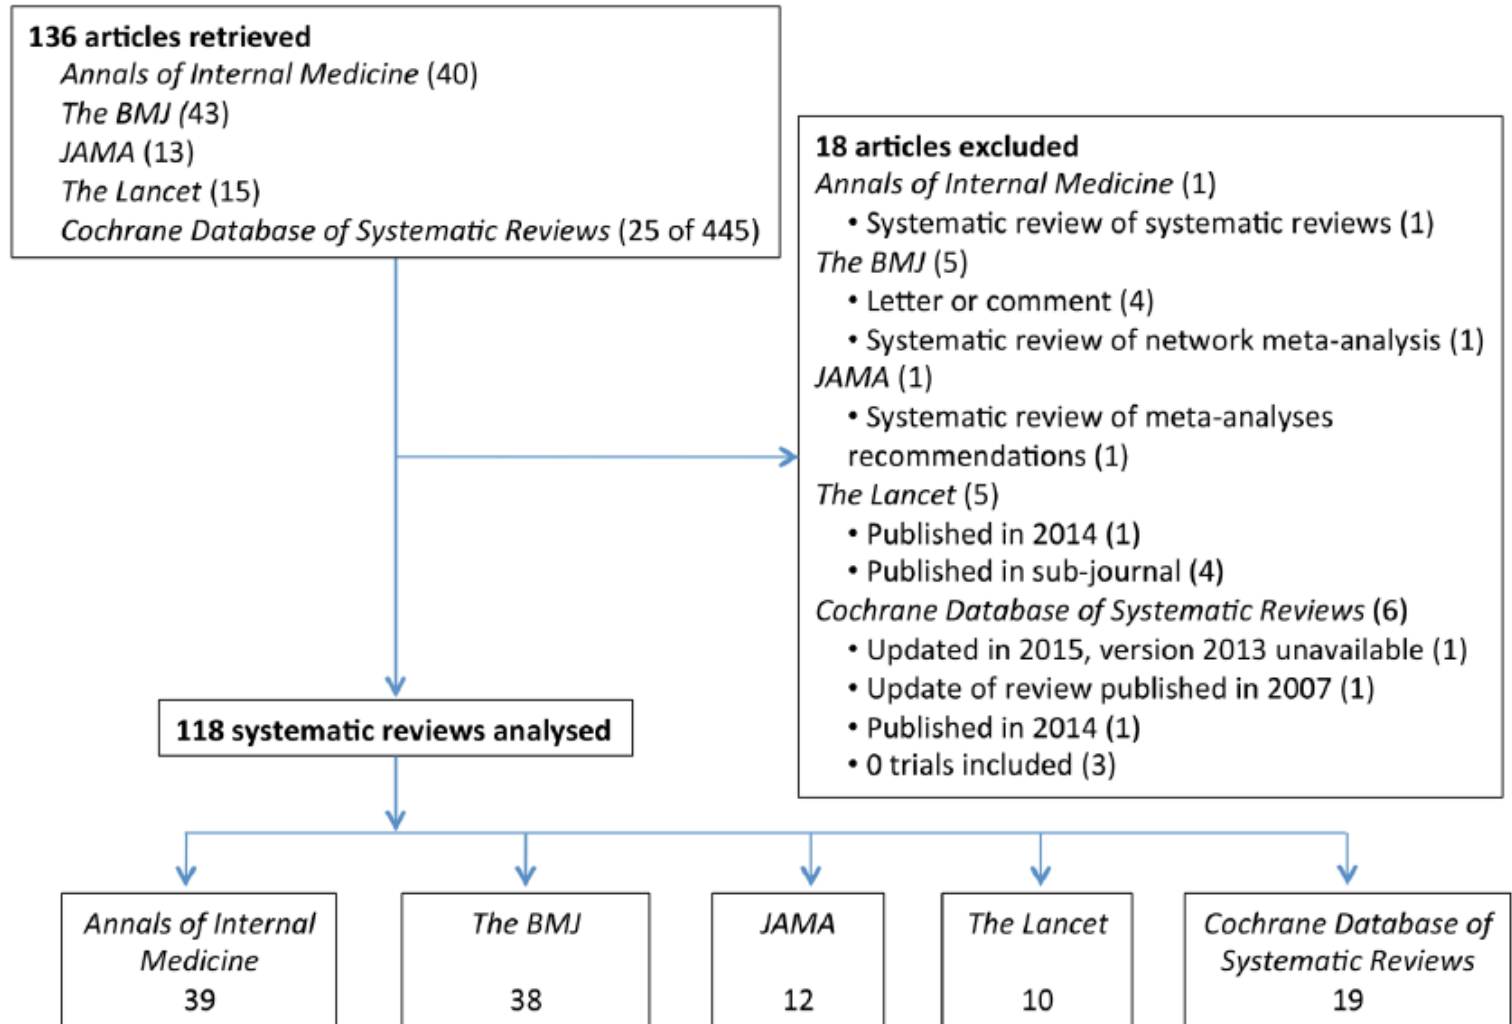 136 articles retrieved
Annals of Internal Medicine (40)
The BMJ (43)
JAMA (13)
The Lancet (15)
Cochrane Database of Systematic Reviews (25 of 445)
18 articles excluded
Annals of Internal Medicine (1)
• Systematic review of systematic reviews (1)
The BMJ (5)
• Letter or comment (4)
• Systematic review of network meta-analysis (1)
JAMA (1)
• Systematic review of meta-analyses
recommendations (1)
The Lancet (5)
• Published in 2014 (1)
• Published in sub-journal (4)
Cochrane Database of Systematic Reviews (6)
• Updated in 2015, version 2013 unavailable (1)
• Update of review published in 2007 (1)
• Published in 2014 (1)
• 0 trials included (3)
118 systematic reviews analysed
Annals of Internal
Medicine
39
The BMJ
38
JAMA
12
The Lancet
10
Cochrane Database of
Systematic Reviews
19